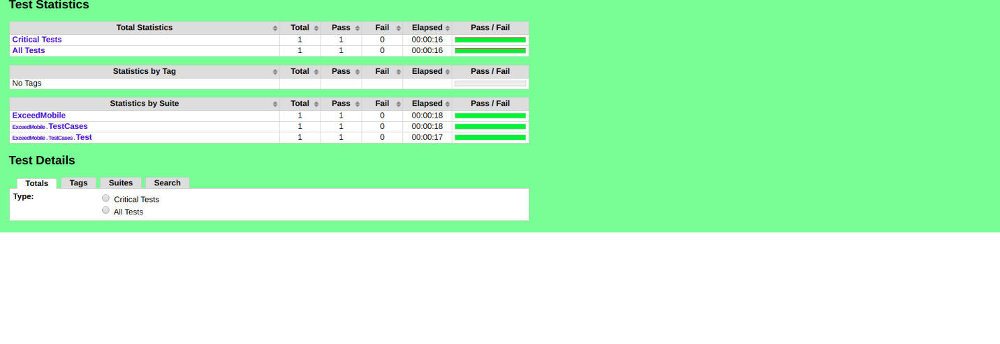 Test Statistics
Total Statistics Total Pass Fail Elapsed Pass / Fail
Critical Tests 1 1 0 00:00:16
All Tests 1 1 0 00:00:16
Statistics by Tag Total Pass Fail Elapsed Pass / Fail
No Tags
Statistics by Suite Total Pass Fail Elapsed Pass / Fail
ExceedMobile 1 1 0 00:00:18
ExceedMobile . TestCases 1 1 0 00:00:18
ExceedMobile . TestCases . Test 1 1 0 00:00:17
Test Details
Totals Tags Suites Search
Type: Critical Tests
All Tests